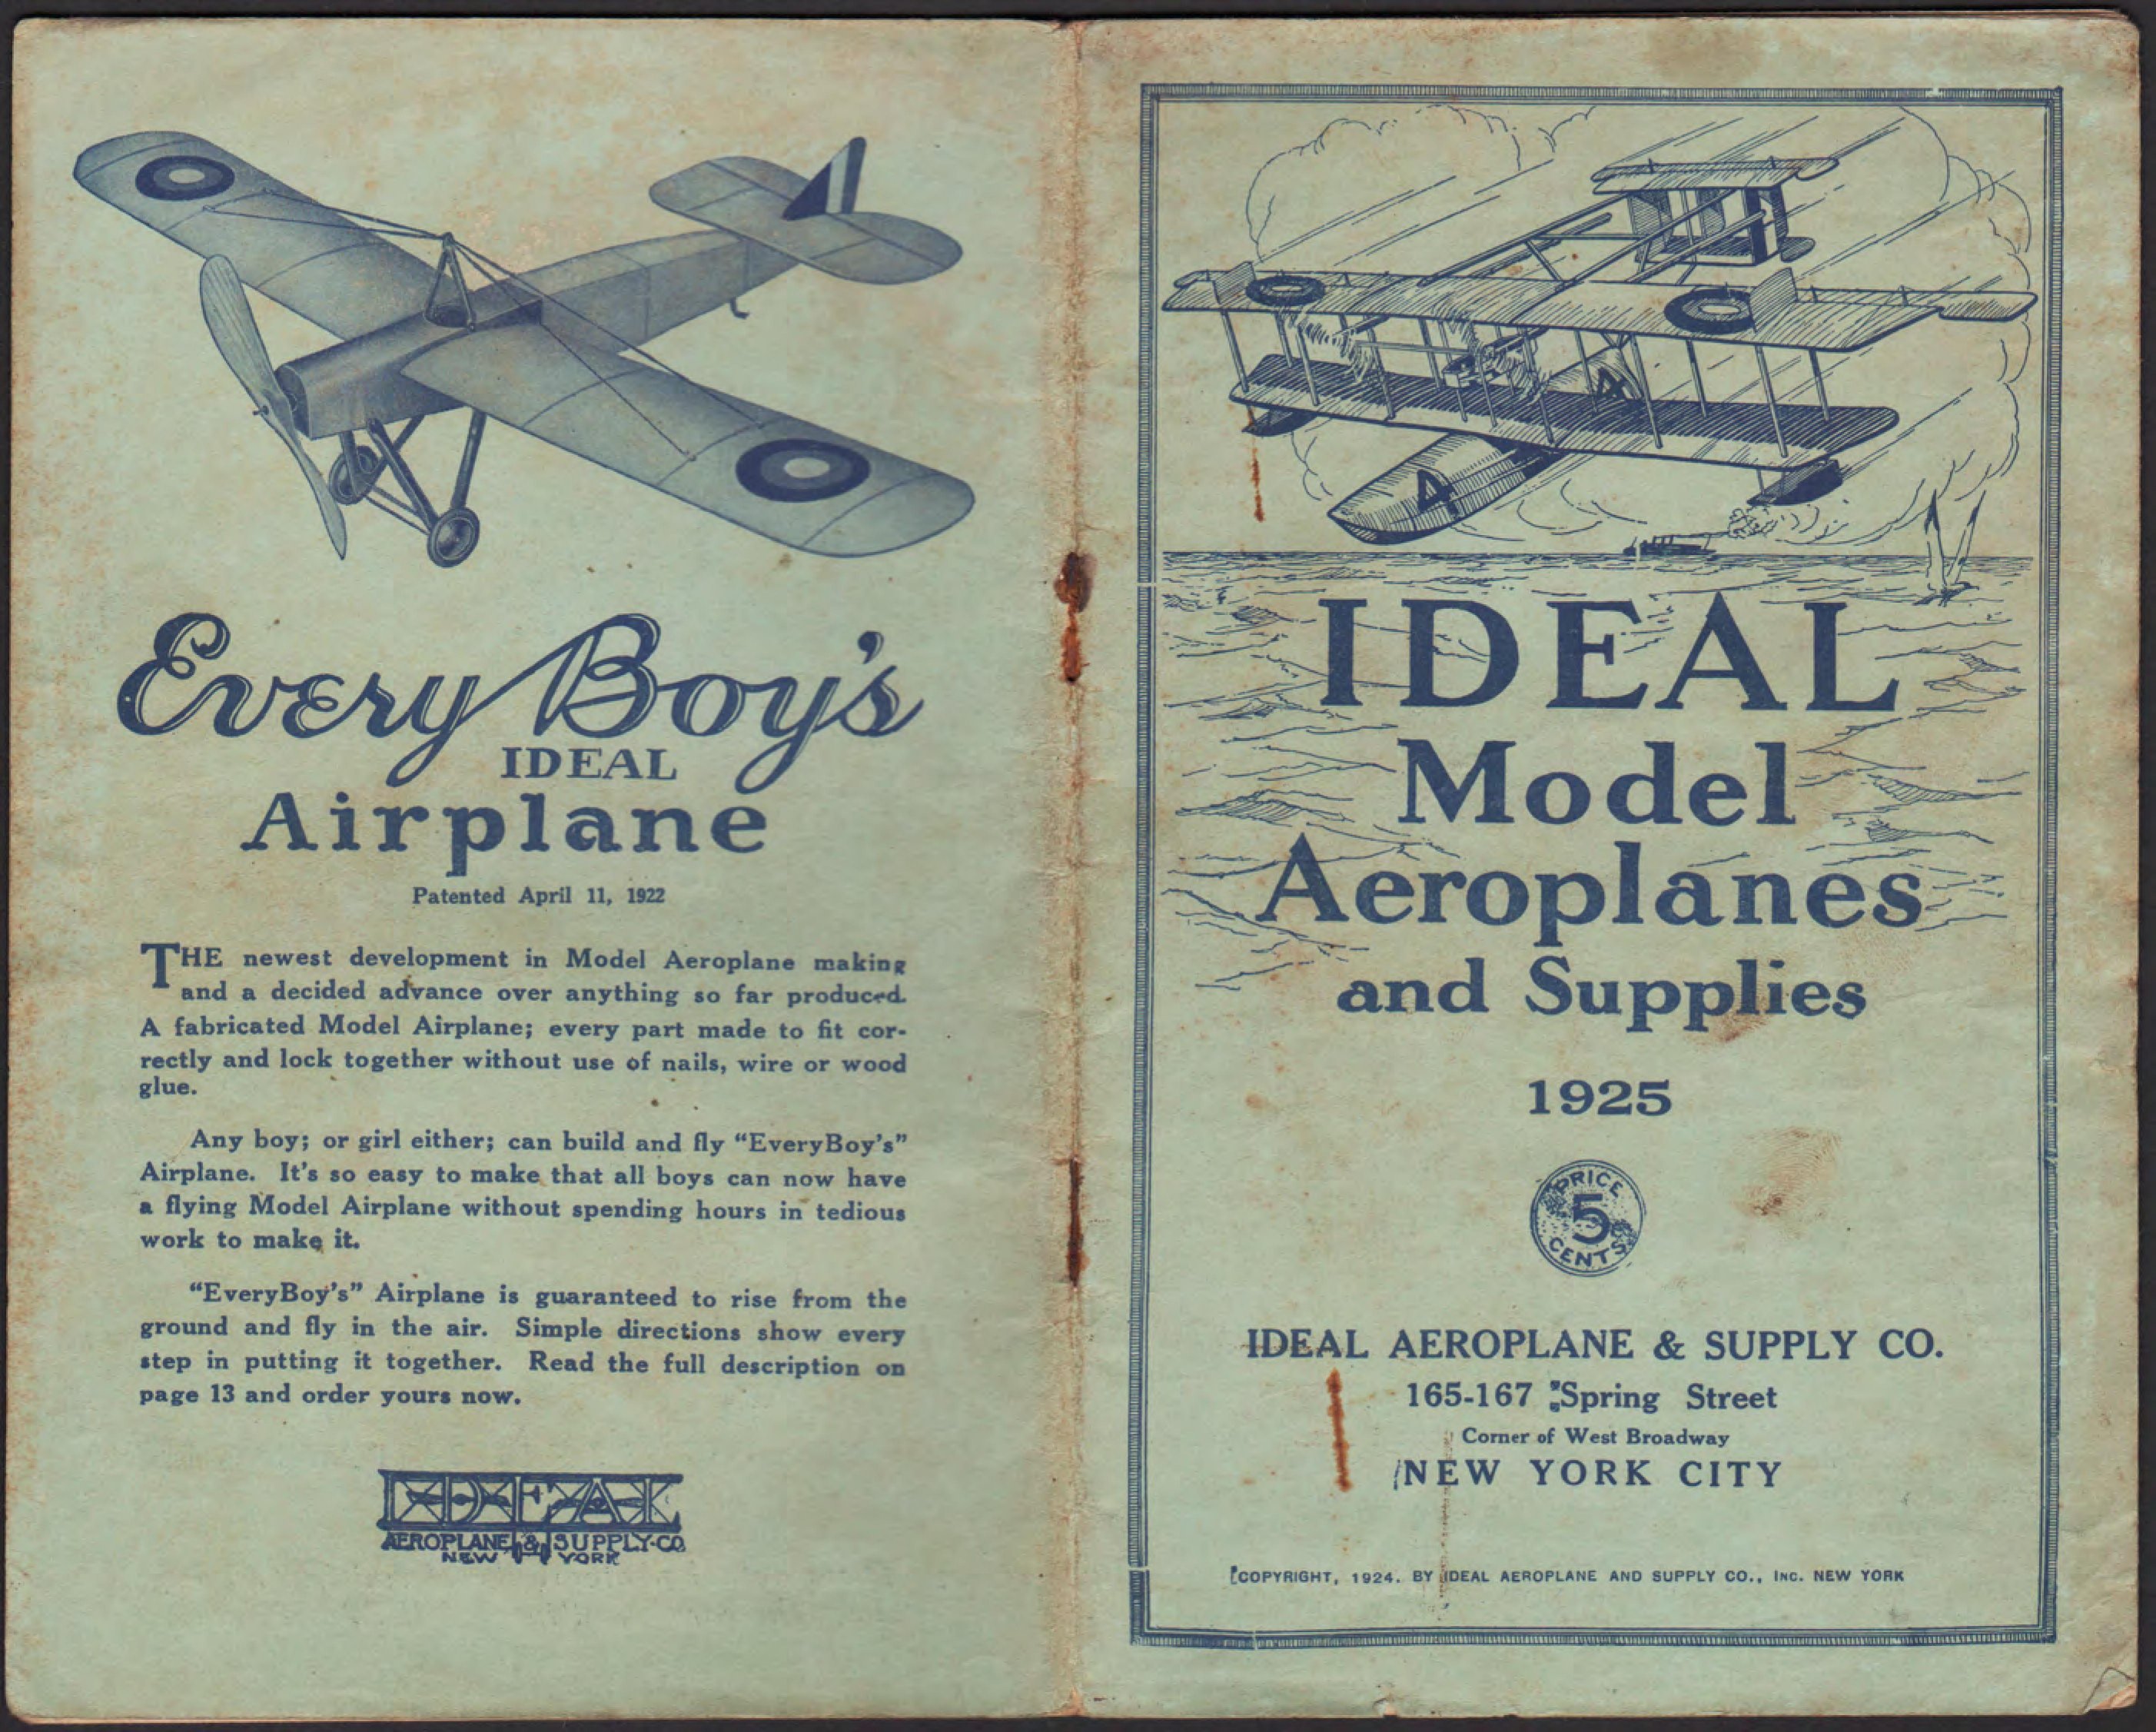 Every Boy's
IDEAL
Airplane
Patented April 11, 1922
THE newest development in Model Aeroplane making
and a decided advance over anything so far produced.
A fabricated Model Airplane; every part made to fit cor-
rectly and lock together without use of nails, wire or wood
glue.
Any boy; or girl either; can build and fly “EveryBoy's”
Airplane. It's so easy to make that all boys can now have
a flying Model Airplane without spending hours in tedious
work to make it.
“EveryBoy's” Airplane is guaranteed to rise from the
ground and fly in the air. Simple directions show every
step in putting it together. Read the full description on
page 13 and order yours now.
IDEAL
AEROPLANE & SUPPLY-CO.
NEW YORK
4
4
IDEAL
Model
Aeroplanes
and Supplies
1925
PRICE
5
CENTS
IDEAL AEROPLANE & SUPPLY CO.
165-167 Spring Street
Corner of West Broadway
NEW YORK CITY
COPYRIGHT, 1924. BY IDEAL AEROPLANE AND SUPPLY CO., INC. NEW YORK